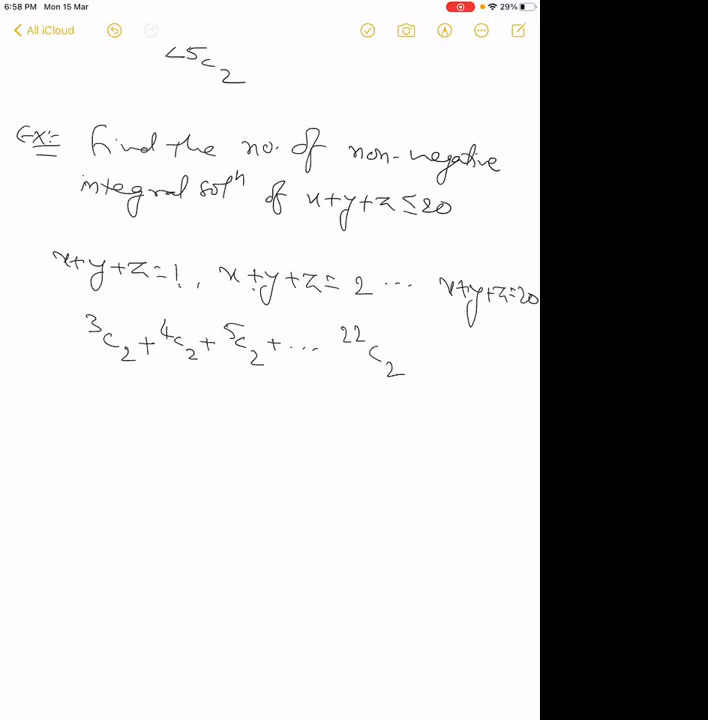 6:58 PM Mon 15 Mar 29%
All iCloud
25c2
Ex:- Find the no. of non-negative
integral solⁿ of x+y+z≤20
x+y+z=1, x+y+z=2 ... x+y+z=20
³c₂+⁴c₂+⁵c₂+... ²²c₂